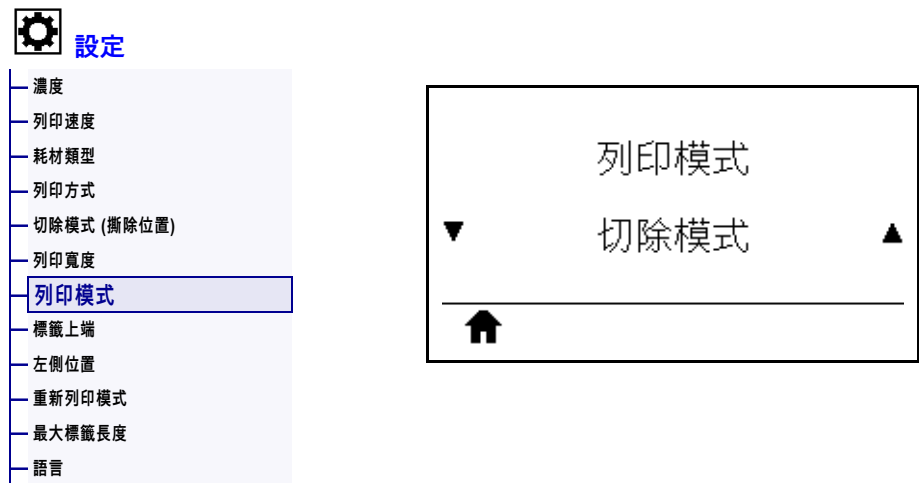 設定
濃度
列印速度
耗材類型
列印方式
切除模式 (撕除位置)
列印寬度
列印模式
標籤上端
左側位置
重新列印模式
最大標籤長度
語言
列印模式
切除模式